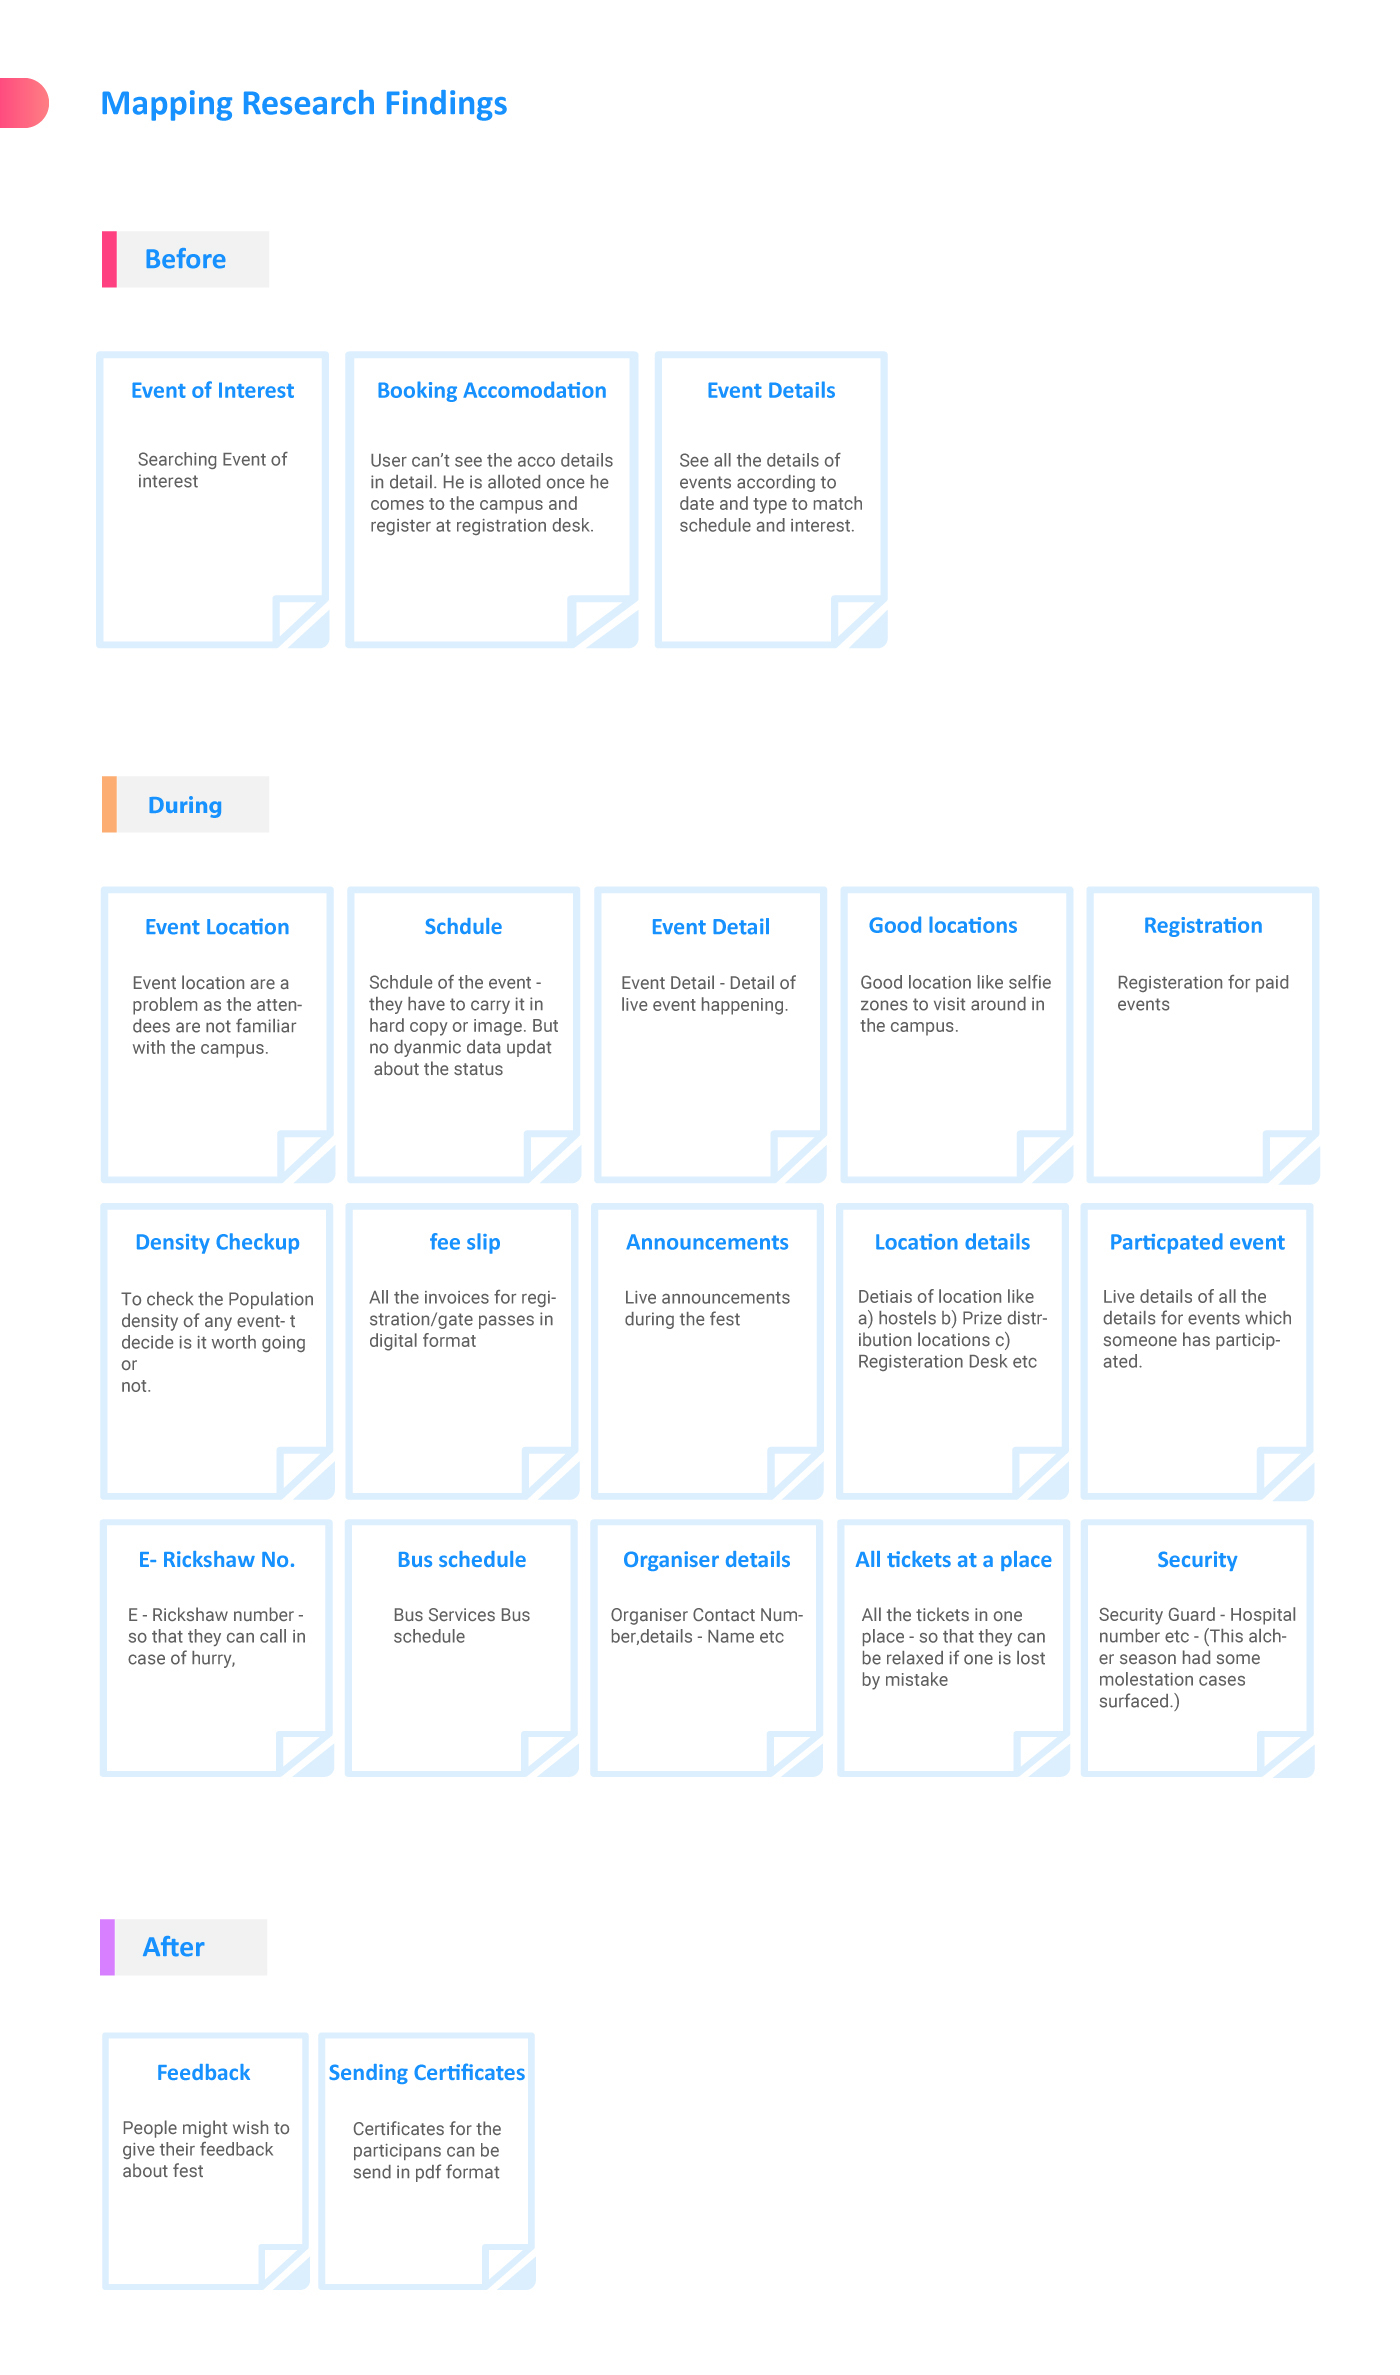 Mapping Research Findings
Before
Event of Interest
Searching Event of
interest
Booking Accomodation
User can't see the acco details
in detail. He is alloted once he
comes to the campus and
register at registration desk.
Event Details
See all the details of
events according to
date and type to match
schedule and interest.
During
Event Location
Event location are a
problem as the atten-
dees are not familiar
with the campus.
Schdule
Schdule of the event -
they have to carry it in
hard copy or image. But
no dyanmic data updat
about the status
Event Detail
Event Detail - Detail of
live event happening.
Good locations
Good location like selfie
zones to visit around in
the campus.
Registration
Registeration for paid
events
Density Checkup
To check the Population
density of any event- t
decide is it worth going
or
not.
fee slip
All the invoices for regi-
stration/gate passes in
digital format
Announcements
Live announcements
during the fest
Location details
Detiais of location like
a) hostels b) Prize distr-
ibution locations c)
Registeration Desk etc
Particpated event
Live details of all the
details for events which
someone has particip-
ated.
E- Rickshaw No.
E - Rickshaw number -
so that they can call in
case of hurry,
Bus schedule
Bus Services Bus
schedule
Organiser details
Organiser Contact Num-
ber,details - Name etc
All tickets at a place
All the tickets in one
place - so that they can
be relaxed if one is lost
by mistake
Security
Security Guard - Hospital
number etc - (This alch-
er season had some
molestation cases
surfaced.)
After
Feedback
People might wish to
give their feedback
about fest
Sending Certificates
Certificates for the
participans can be
send in pdf format